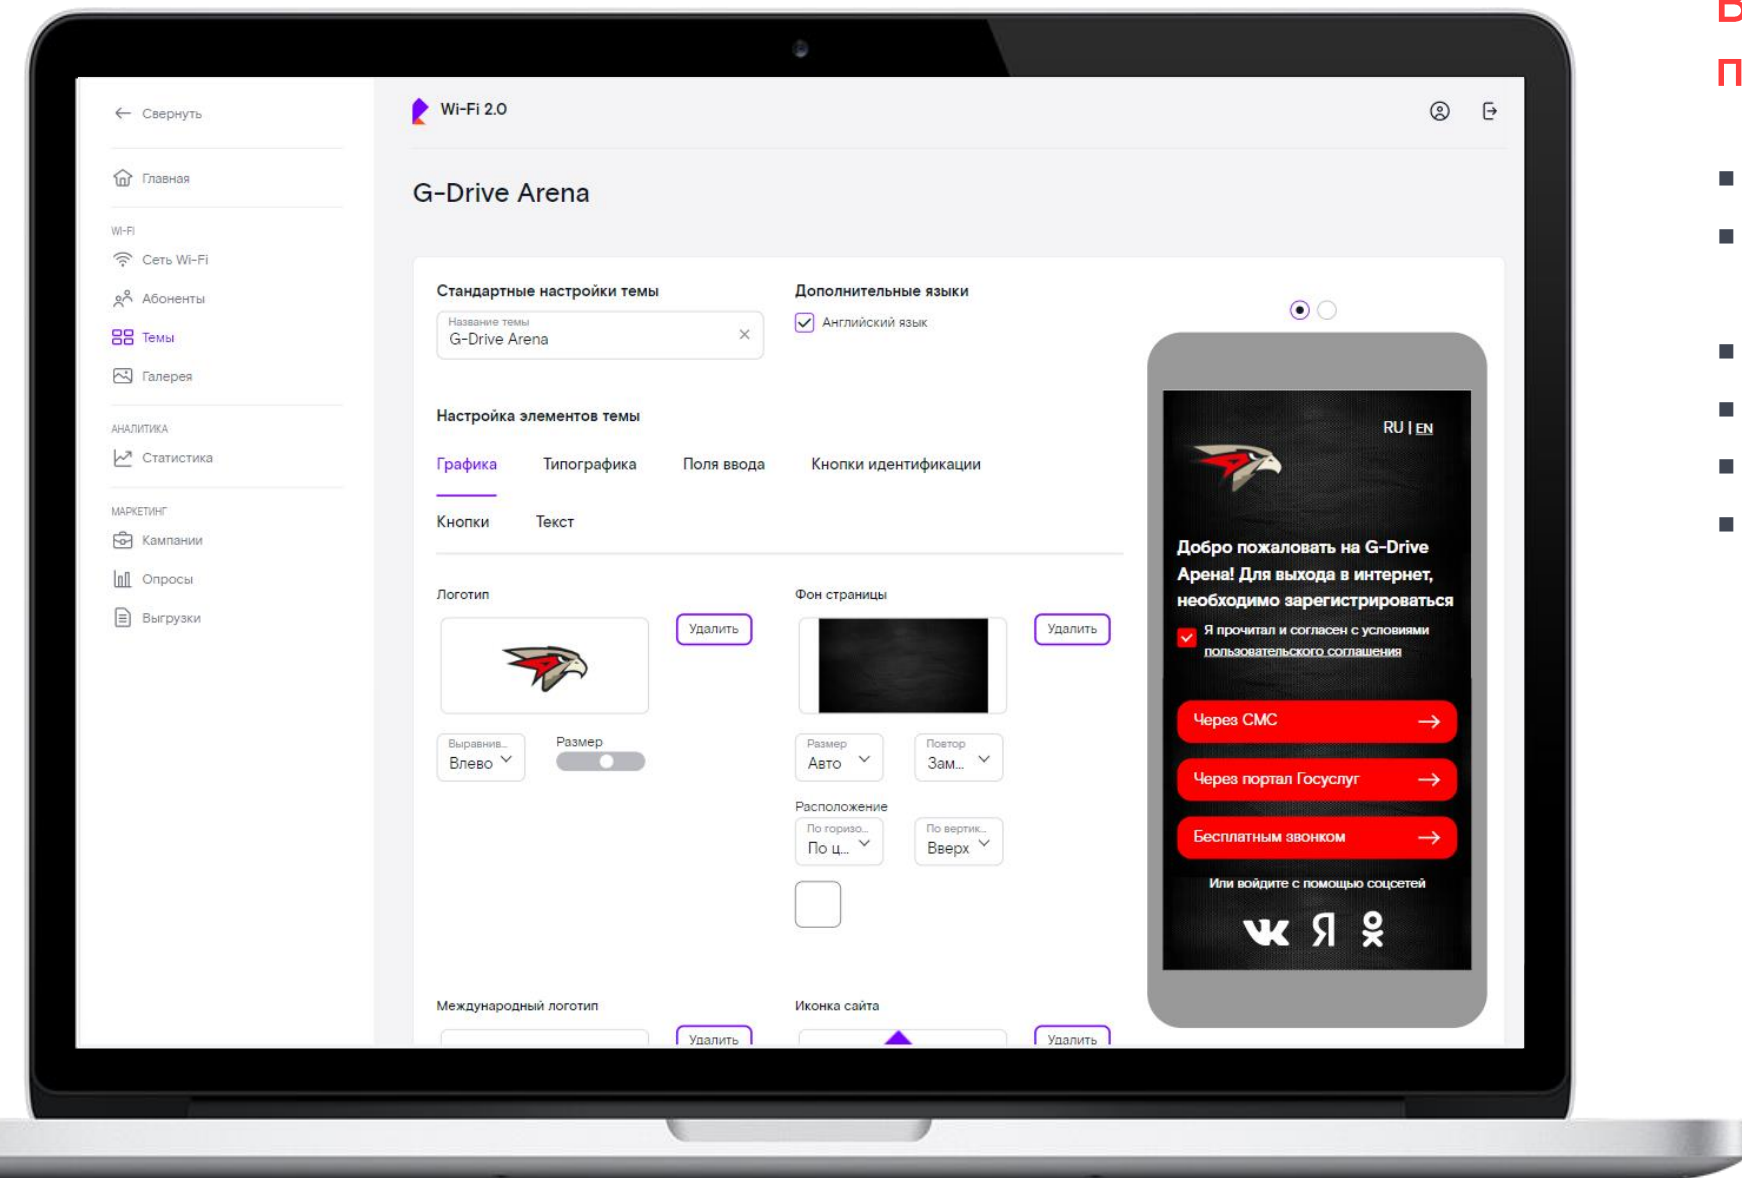 ← Свернуть
Главная
WI-FI
Сеть Wi-Fi
Абоненты
Темы
Галерея
АНАЛИТИКА
Статистика
МАРКЕТИНГ
Кампании
Опросы
Выгрузки
Wi-Fi 2.0
G-Drive Arena
Стандартные настройки темы
Название темы
G-Drive Arena
Дополнительные языки
Английский язык
Настройка элементов темы
Графика Типографика Поля ввода Кнопки идентификации
Кнопки Текст
Логотип
Удалить
Выравнив...
Влево
Размер
Фон страницы
Удалить
Размер
Авто
Повтор
Зам...
Расположение
По горизо...
По ц...
По вертик...
Вверх
Международный логотип
Удалить
Иконка сайта
Удалить
RU | EN
Добро пожаловать на G-Drive
Арена! Для выхода в интернет,
необходимо зарегистрироваться
Я прочитал и согласен с условиями
пользовательского соглашения
Через СМС →
Через портал Госуслуг →
Бесплатным звонком →
Или войдите с помощью соцсетей
Я